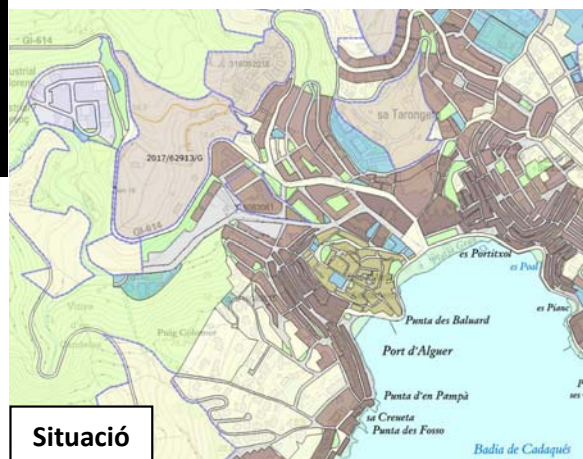 GI-614
sa Taronge
2017/62913/G
GI-614
es Portitxol
es Poal
es Pianc
Punta des Baluard
Puig Colomer
Port d'Alguer
Punta d'en Pampà
sa Creueta
Punta des Fosso
Situació
Badia de Cadaqués